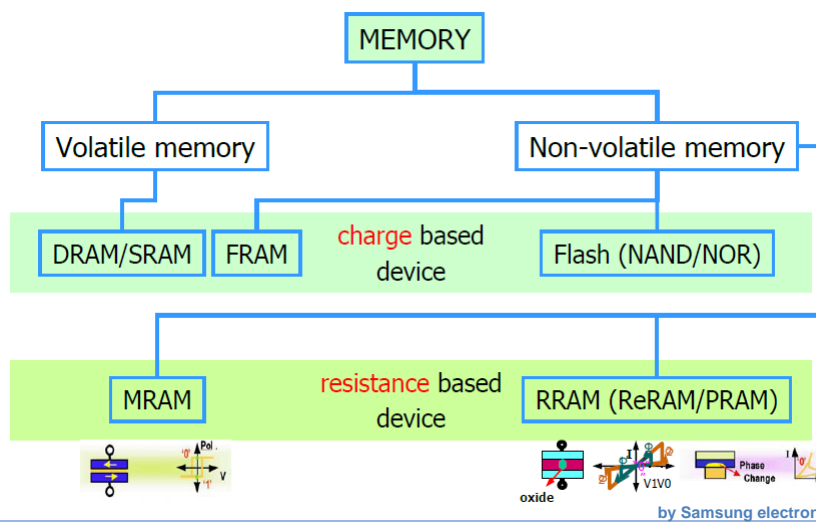 MEMORY
Volatile memory
Non-volatile memory
DRAM/SRAM
FRAM
charge based
device
Flash (NAND/NOR)
MRAM
resistance based
device
RRAM (ReRAM/PRAM)
Pol.
'0'
V
'1'
I
V1V0
oxide
Phase
Change
I
'0'
by Samsung electron